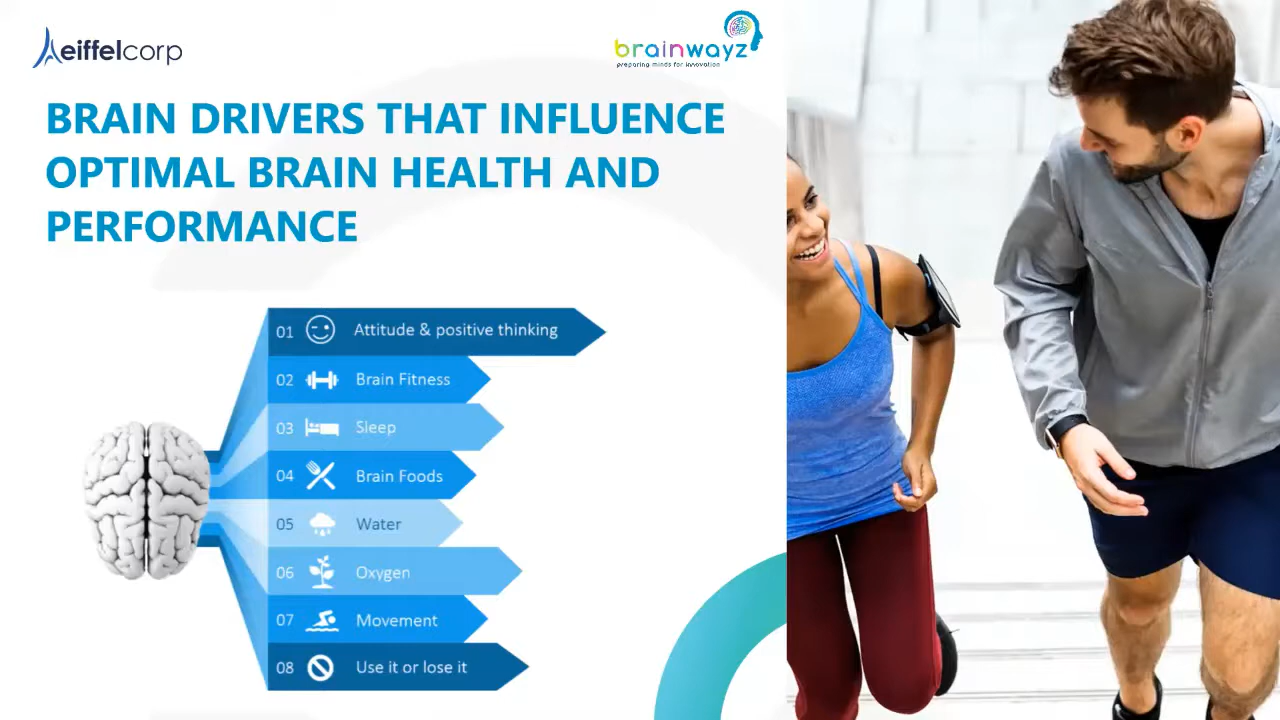 eiffelcorp
brainwayz
preparing minds for innovation
BRAIN DRIVERS THAT INFLUENCE
OPTIMAL BRAIN HEALTH AND
PERFORMANCE
01 Attitude & positive thinking
02 Brain Fitness
03 Sleep
04 Brain Foods
05 Water
06 Oxygen
07 Movement
08 Use it or lose it